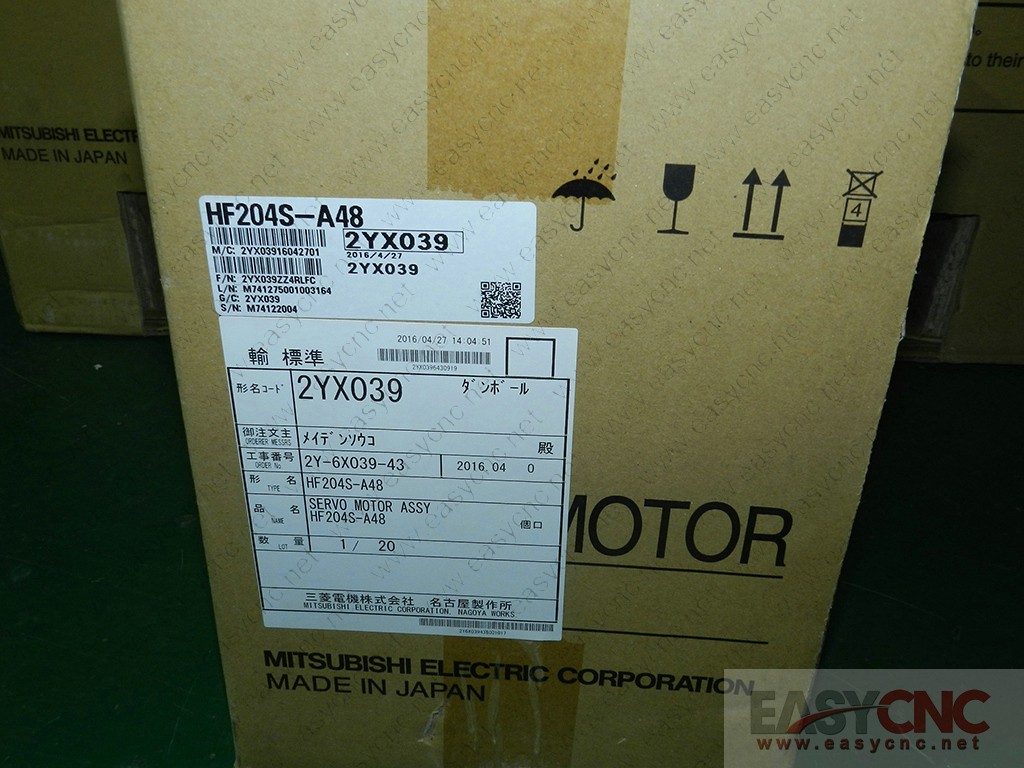 MITSUBISHI ELECTR
MADE IN JAPAN
to their
4
HF204S-A48
2YX039
M/C: 2YX03916042701
2016/4/27
2YX039
F/N: 2YX039ZZ4RLFC
L/N: M741275001003164
G/C: 2YX039
S/N: M74122004
2016/04/27 14:04:51
輸 標準
2YX0396430919
形名コード
2YX039
ダンボール
御注文主
ORDERER MESSRS
メイデンソウコ
殿
工事番号
ORDER No
2Y-6X039-43
2016.04 0
形 名
TYPE
HF204S-A48
品 名
NAME
SERVO MOTOR ASSY
HF204S-A48
個口
数 量
LOT
1/ 20
三菱電機株式会社 名古屋製作所
MITSUBISHI ELECTRIC CORPORATION. NAGOYA WORKS
MOTOR
MITSUBISHI ELECTRIC CORPORATION
MADE IN JAPAN
EASYCNC
www.easycnc.net